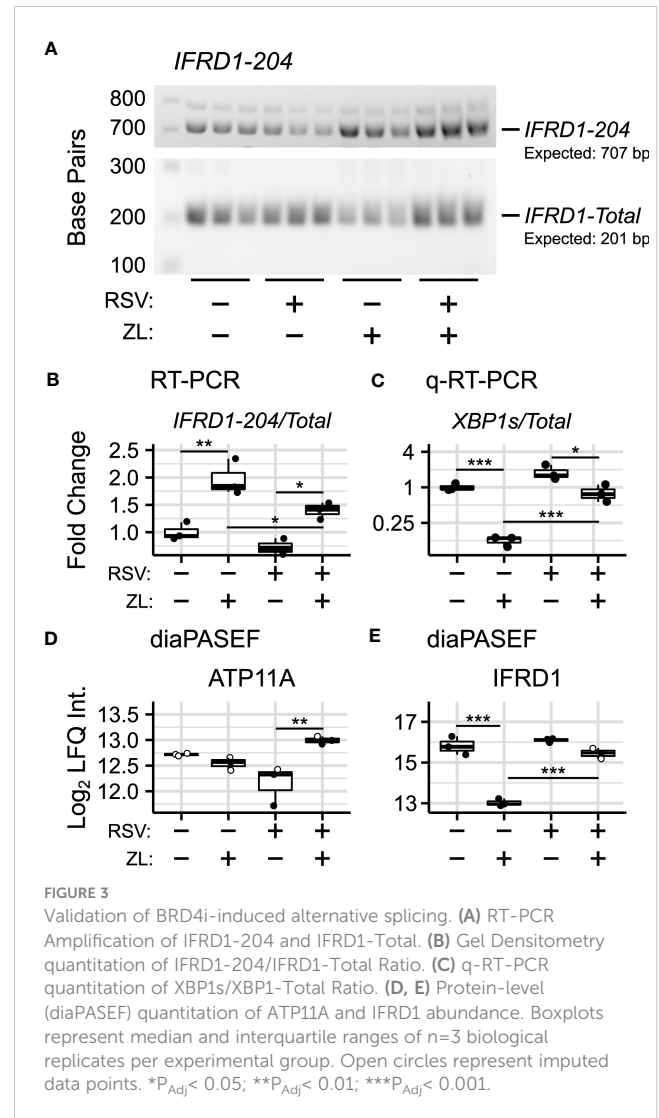 A
IFRD1-204
800
700
300
200
100
Base Pairs
IFRD1-204
Expected: 707 bp
IFRD1-Total
Expected: 201 bp
RSV: − + − +
ZL: − − + +
B RT-PCR
IFRD1-204/Total
Fold Change
2.5
2.0
1.5
1.0
** * *
RSV: − − + +
ZL: − + − +
C q-RT-PCR
XBP1s/Total
4
1
0.25
*** * ***
− − + +
− + − +
D diaPASEF
ATP11A
Log2 LFQ Int.
13.5
13.0
12.5
12.0
**
RSV: − − + +
ZL: − + − +
E diaPASEF
IFRD1
17
15
13
*** ***
− − + +
− + − +
FIGURE 3
Validation of BRD4i-induced alternative splicing. (A) RT-PCR
Amplification of IFRD1-204 and IFRD1-Total. (B) Gel Densitometry
quantitation of IFRD1-204/IFRD1-Total Ratio. (C) q-RT-PCR
quantitation of XBP1s/XBP1-Total Ratio. (D, E) Protein-level
(diaPASEF) quantitation of ATP11A and IFRD1 abundance. Boxplots
represent median and interquartile ranges of n=3 biological
replicates per experimental group. Open circles represent imputed
data points. *PAdj< 0.05; **PAdj< 0.01; ***PAdj< 0.001.